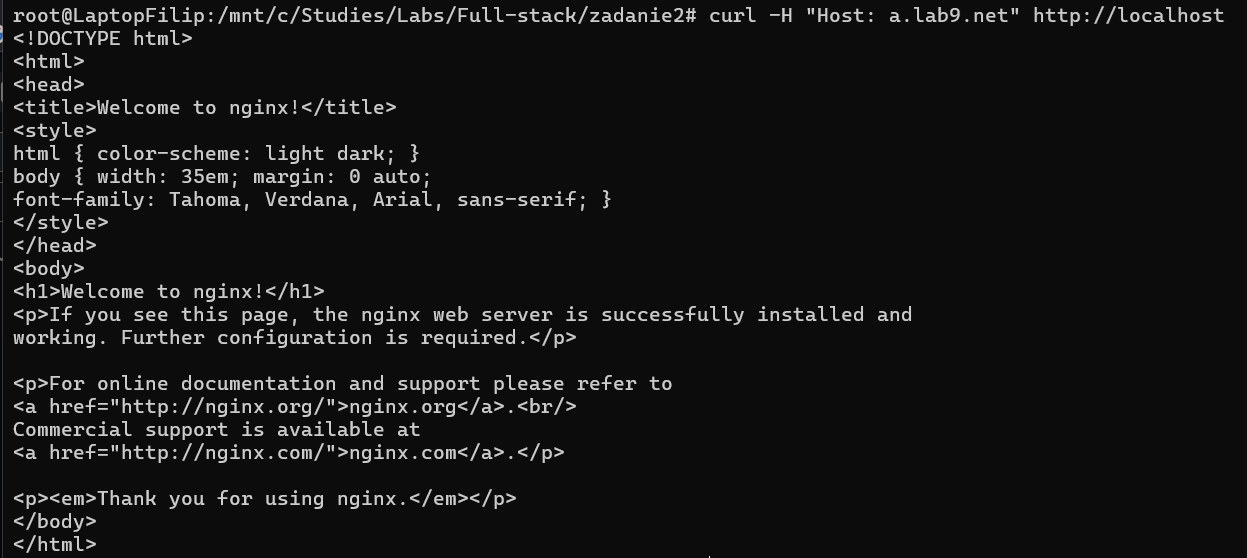 root@LaptopFilip:/mnt/c/Studies/Labs/Full-stack/zadanie2# curl -H "Host: a.lab9.net" http://localhost
<!DOCTYPE html>
<html>
<head>
<title>Welcome to nginx!</title>
<style>
html { color-scheme: light dark; }
body { width: 35em; margin: 0 auto;
font-family: Tahoma, Verdana, Arial, sans-serif; }
</style>
</head>
<body>
<h1>Welcome to nginx!</h1>
<p>If you see this page, the nginx web server is successfully installed and
working. Further configuration is required.</p>

<p>For online documentation and support please refer to
<a href="http://nginx.org/">nginx.org</a>.<br/>
Commercial support is available at
<a href="http://nginx.com/">nginx.com</a>.</p>

<p><em>Thank you for using nginx.</em></p>
</body>
</html>